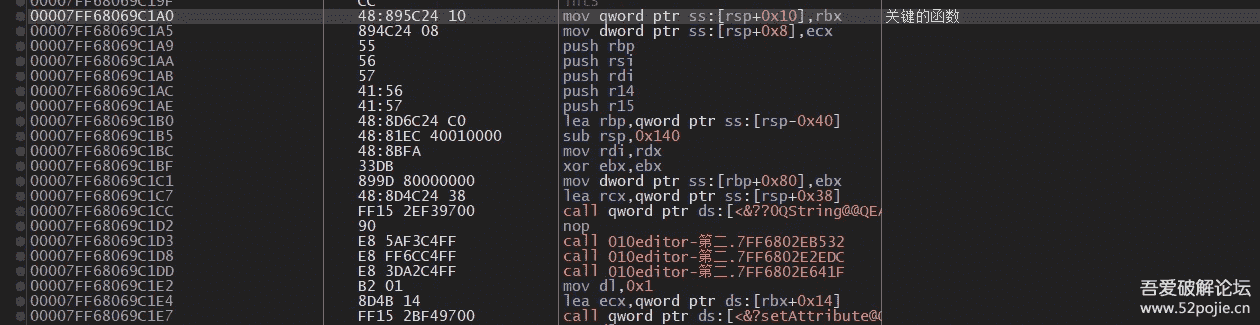 00007FF68069C19F CC int3
00007FF68069C1A0 48:895C24 10 mov qword ptr ss:[rsp+0x10],rbx 关键的函数
00007FF68069C1A5 894C24 08 mov dword ptr ss:[rsp+0x8],ecx
00007FF68069C1A9 55 push rbp
00007FF68069C1AA 56 push rsi
00007FF68069C1AB 57 push rdi
00007FF68069C1AC 41:56 push r14
00007FF68069C1AE 41:57 push r15
00007FF68069C1B0 48:8D6C24 C0 lea rbp,qword ptr ss:[rsp-0x40]
00007FF68069C1B5 48:81EC 40010000 sub rsp,0x140
00007FF68069C1BC 48:8BFA mov rdi,rdx
00007FF68069C1BF 33DB xor ebx,ebx
00007FF68069C1C1 899D 80000000 mov dword ptr ss:[rbp+0x80],ebx
00007FF68069C1C7 48:8D4C24 38 lea rcx,qword ptr ss:[rsp+0x38]
00007FF68069C1CC FF15 2EF39700 call qword ptr ds:[<&??0QString@@QEA
00007FF68069C1D2 90 nop
00007FF68069C1D3 E8 5AF3C4FF call 010editor-第二.7FF6802EB532
00007FF68069C1D8 E8 FF6CC4FF call 010editor-第二.7FF6802E2EDC
00007FF68069C1DD E8 3DA2C4FF call 010editor-第二.7FF6802E641F
00007FF68069C1E2 B2 01 mov dl,0x1
00007FF68069C1E4 8D4B 14 lea ecx,qword ptr ds:[rbx+0x14]
00007FF68069C1E7 FF15 2BF49700 call qword ptr ds:[<&?setAttribute@Q
吾爱破解论坛
www.52pojie.cn